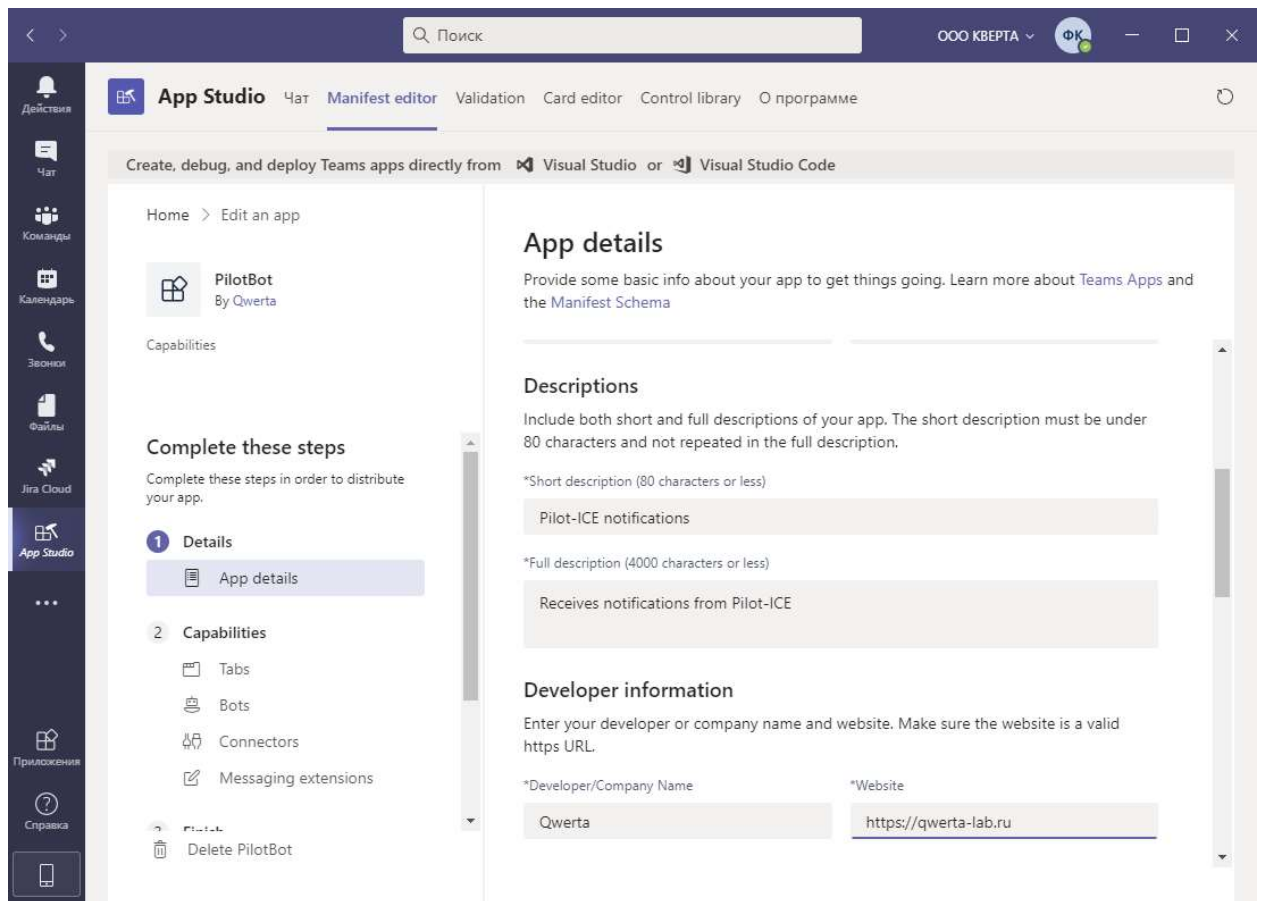 Поиск
ООО КВЕРТА
ФК
Действия
Чат
Команды
Календарь
Звонки
Файлы
Jira Cloud
App Studio
Приложения
Справка
App Studio Чат Manifest editor Validation Card editor Control library О программе
Create, debug, and deploy Teams apps directly from Visual Studio or Visual Studio Code
Home > Edit an app
PilotBot
By Qwerta
Capabilities
Complete these steps
Complete these steps in order to distribute
your app.
1 Details
App details
2 Capabilities
Tabs
Bots
Connectors
Messaging extensions
3 Finish
Delete PilotBot
App details
Provide some basic info about your app to get things going. Learn more about Teams Apps and
the Manifest Schema
Descriptions
Include both short and full descriptions of your app. The short description must be under
80 characters and not repeated in the full description.
*Short description (80 characters or less)
Pilot-ICE notifications
*Full description (4000 characters or less)
Receives notifications from Pilot-ICE
Developer information
Enter your developer or company name and website. Make sure the website is a valid
https URL.
*Developer/Company Name *Website
Qwerta https://qwerta-lab.ru